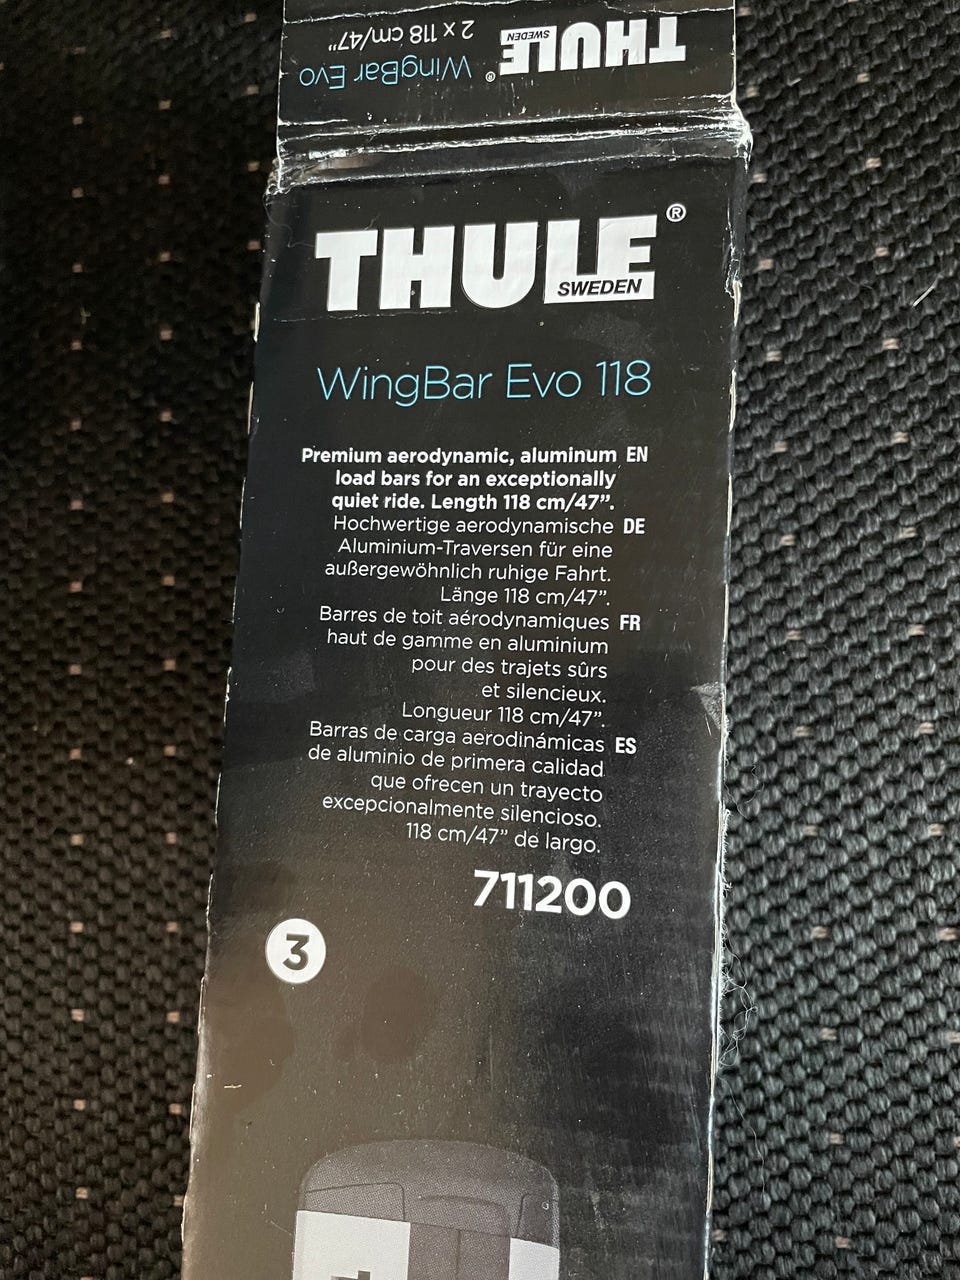 THULE
SWEDEN
®
WingBar Evo
2 x 118 cm/47”
THULE®
SWEDEN
WingBar Evo 118
Premium aerodynamic, aluminum EN
load bars for an exceptionally
quiet ride. Length 118 cm/47”.
Hochwertige aerodynamische DE
Aluminium-Traversen für eine
außergewöhnlich ruhige Fahrt.
Länge 118 cm/47”.
Barres de toit aérodynamiques FR
haut de gamme en aluminium
pour des trajets sûrs
et silencieux.
Longueur 118 cm/47”.
Barras de carga aerodinámicas ES
de aluminio de primera calidad
que ofrecen un trayecto
excepcionalmente silencioso.
118 cm/47” de largo.
711200
3